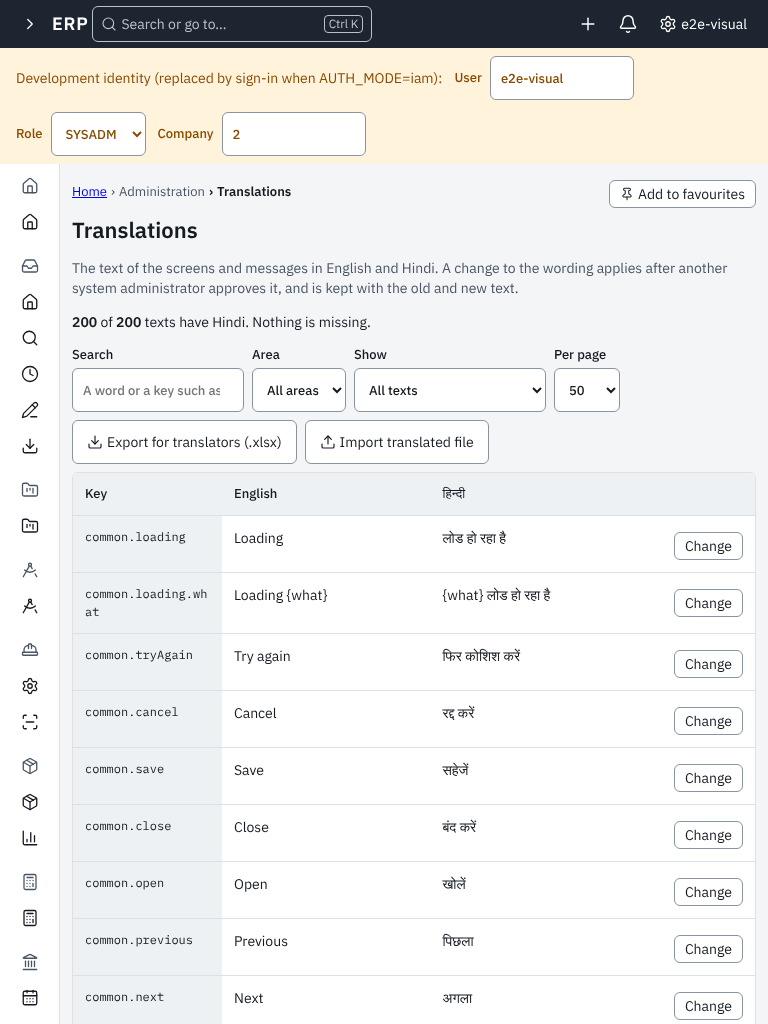 ERP
Search or go to...
Ctrl K
e2e-visual
Development identity (replaced by sign-in when AUTH_MODE=iam):
User
e2e-visual
Role
SYSADM
Company
2
Home › Administration › Translations
Add to favourites
Translations
The text of the screens and messages in English and Hindi. A change to the wording applies after another
system administrator approves it, and is kept with the old and new text.
200 of 200 texts have Hindi. Nothing is missing.
Search
Area
Show
Per page
A word or a key such as
All areas
All texts
50
Export for translators (.xlsx)
Import translated file
Key
English
हिन्दी
common.loading
Loading
लोड हो रहा है
Change
common.loading.wh
at
Loading {what}
{what} लोड हो रहा है
Change
common.tryAgain
Try again
फिर कोशिश करें
Change
common.cancel
Cancel
रद्द करें
Change
common.save
Save
सहेजें
Change
common.close
Close
बंद करें
Change
common.open
Open
खोलें
Change
common.previous
Previous
पिछला
Change
common.next
Next
अगला
Change